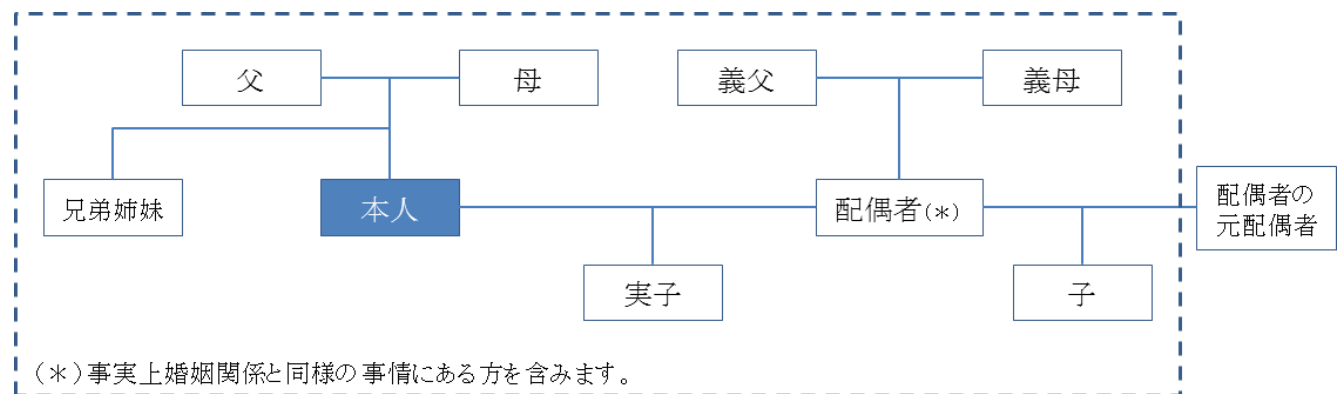 父
母
義父
義母
兄弟姉妹
本人
配偶者(＊)
配偶者の
元配偶者
実子
子
(＊)事実上婚姻関係と同様の事情にある方を含みます。